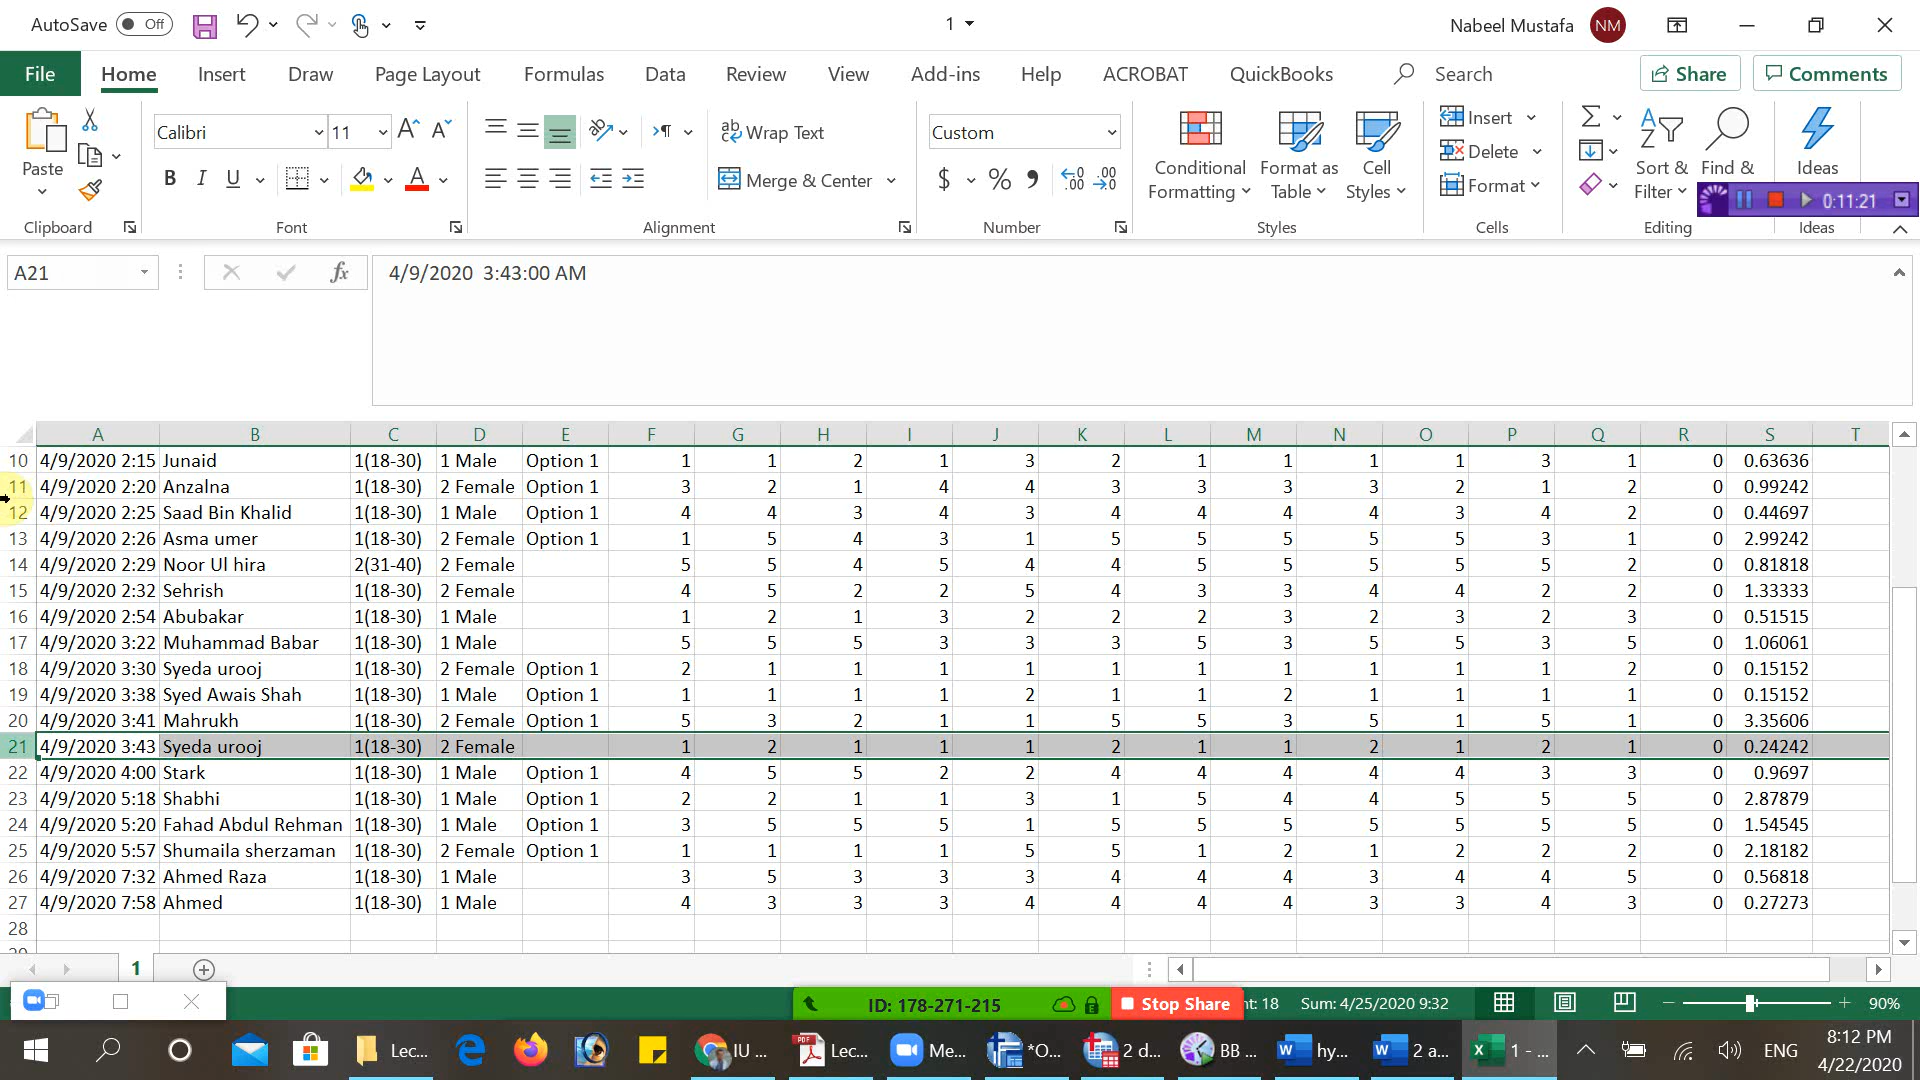 AutoSave Off 1 Nabeel Mustafa NM
File Home Insert Draw Page Layout Formulas Data Review View Add-ins Help ACROBAT QuickBooks Search Share Comments
Calibri 11 Wrap Text Custom Insert
Paste Conditional Formatting Format as Table Cell Styles Delete Sort & Filter Find & Ideas
B I U Merge & Center $ % Format 0:11:21
Clipboard Font Alignment Number Styles Cells Editing Ideas
A21 fx 4/9/2020 3:43:00 AM
A B C D E F G H I J K L M N O P Q R S T
10 4/9/2020 2:15 Junaid 1(18-30) 1 Male Option 1 1 1 2 1 3 2 1 1 1 1 3 1 0 0.63636
11 4/9/2020 2:20 Anzalna 1(18-30) 2 Female Option 1 3 2 1 4 4 3 3 3 3 2 1 2 0 0.99242
12 4/9/2020 2:25 Saad Bin Khalid 1(18-30) 1 Male Option 1 4 4 3 4 3 4 4 4 4 3 4 2 0 0.44697
13 4/9/2020 2:26 Asma umer 1(18-30) 2 Female Option 1 1 5 4 3 1 5 5 5 5 5 3 1 0 2.99242
14 4/9/2020 2:29 Noor Ul hira 2(31-40) 2 Female 5 5 4 5 4 4 5 5 5 5 5 2 0 0.81818
15 4/9/2020 2:32 Sehrish 1(18-30) 2 Female 4 5 2 2 5 4 3 3 4 4 2 2 0 1.33333
16 4/9/2020 2:54 Abubakar 1(18-30) 1 Male 1 2 1 3 2 2 2 3 2 3 2 3 0 0.51515
17 4/9/2020 3:22 Muhammad Babar 1(18-30) 1 Male 5 5 5 3 3 3 5 3 5 5 3 5 0 1.06061
18 4/9/2020 3:30 Syeda urooj 1(18-30) 2 Female Option 1 2 1 1 1 1 1 1 1 1 1 1 2 0 0.15152
19 4/9/2020 3:38 Syed Awais Shah 1(18-30) 1 Male Option 1 1 1 1 1 2 1 1 2 1 1 1 1 0 0.15152
20 4/9/2020 3:41 Mahrukh 1(18-30) 2 Female Option 1 5 3 2 1 1 5 5 3 5 1 5 1 0 3.35606
21 4/9/2020 3:43 Syeda urooj 1(18-30) 2 Female 1 2 1 1 1 2 1 1 2 1 2 1 0 0.24242
22 4/9/2020 4:00 Stark 1(18-30) 1 Male Option 1 4 5 5 2 2 4 4 4 4 4 3 3 0 0.9697
23 4/9/2020 5:18 Shabhi 1(18-30) 1 Male Option 1 2 2 1 1 3 1 5 4 4 5 5 5 0 2.87879
24 4/9/2020 5:20 Fahad Abdul Rehman 1(18-30) 1 Male Option 1 3 5 5 5 1 5 5 5 5 5 5 5 0 1.54545
25 4/9/2020 5:57 Shumaila sherzaman 1(18-30) 2 Female Option 1 1 1 1 1 5 5 1 2 1 2 2 2 0 2.18182
26 4/9/2020 7:32 Ahmed Raza 1(18-30) 1 Male 3 5 3 3 3 4 4 4 3 4 4 5 0 0.56818
27 4/9/2020 7:58 Ahmed 1(18-30) 1 Male 4 3 3 3 4 4 4 4 3 3 4 3 0 0.27273
28
1
ID: 178-271-215 Stop Share nt: 18 Sum: 4/25/2020 9:32 90%
Lec... IU ... Lec... Me... *O... 2 d... BB ... hy... 2 a... 1 - ... ENG 8:12 PM
4/22/2020